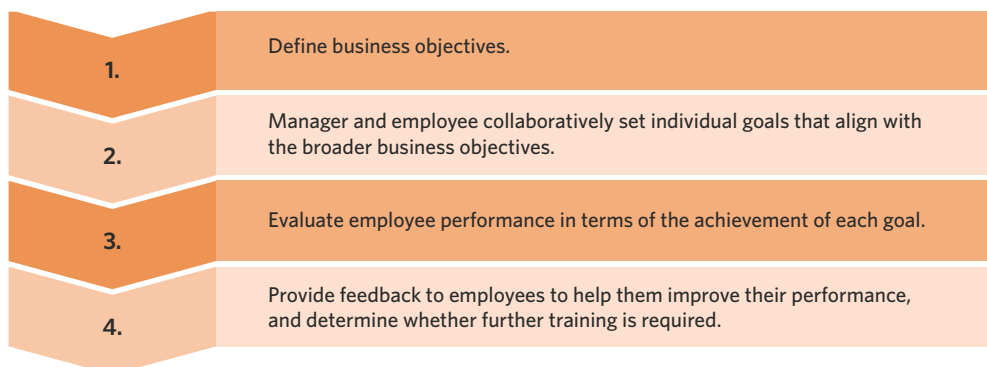 1.
Define business objectives.
2.
Manager and employee collaboratively set individual goals that align with
the broader business objectives.
3.
Evaluate employee performance in terms of the achievement of each goal.
4.
Provide feedback to employees to help them improve their performance,
and determine whether further training is required.